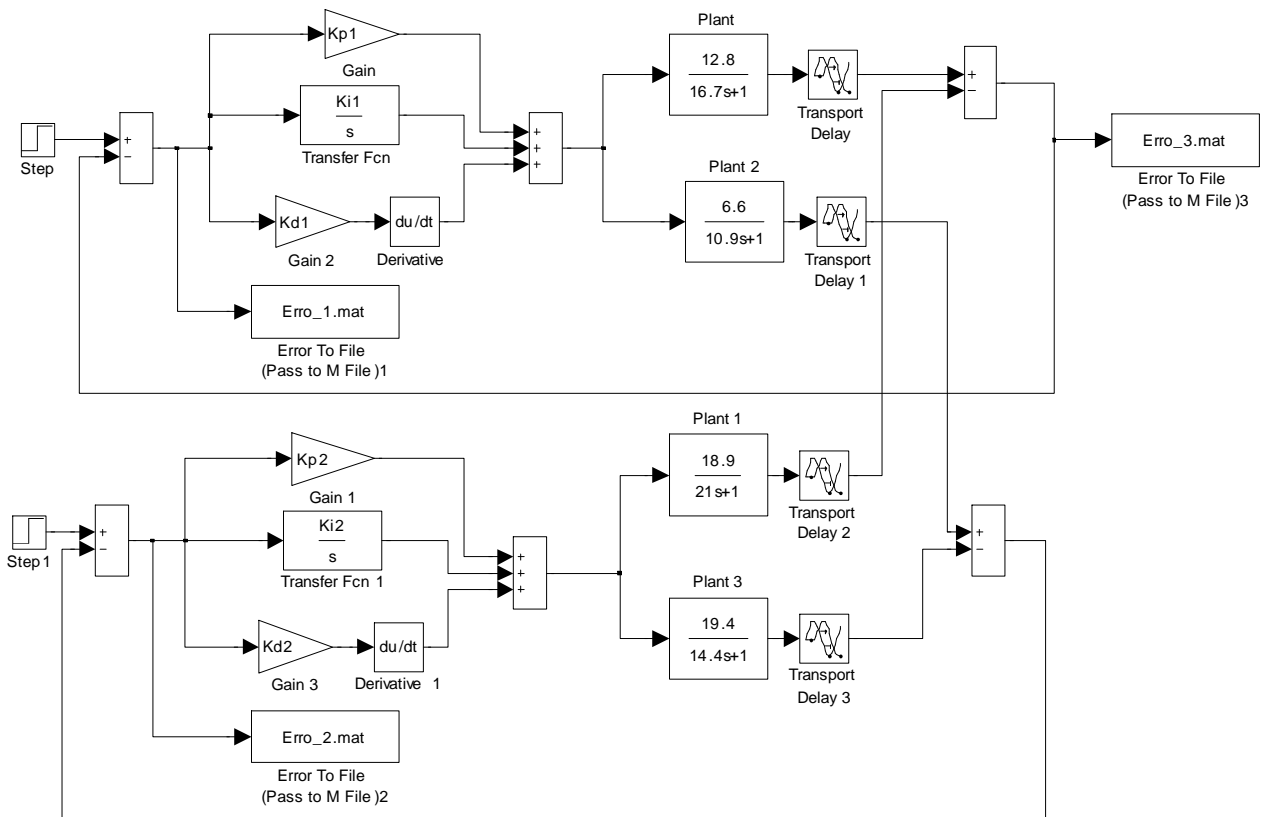 Plant
Kp1
12.8
16.7s+1
+
−
Gain
Transport
Delay
Ki1
s
Step
+
−
Transfer Fcn
+
+
+
Erro_3.mat
Error To File
(Pass to M File )3
Plant 2
6.6
10.9s+1
Kd1
du/dt
Gain 2
Derivative
Transport
Delay 1
Erro_1.mat
Error To File
(Pass to M File )1
Plant 1
Kp2
18.9
21s+1
Gain 1
Transport
Delay 2
Ki2
s
Step 1
+
−
Transfer Fcn 1
+
+
+
+
−
Plant 3
19.4
14.4s+1
Kd2
du/dt
Gain 3
Derivative 1
Transport
Delay 3
Erro_2.mat
Error To File
(Pass to M File )2